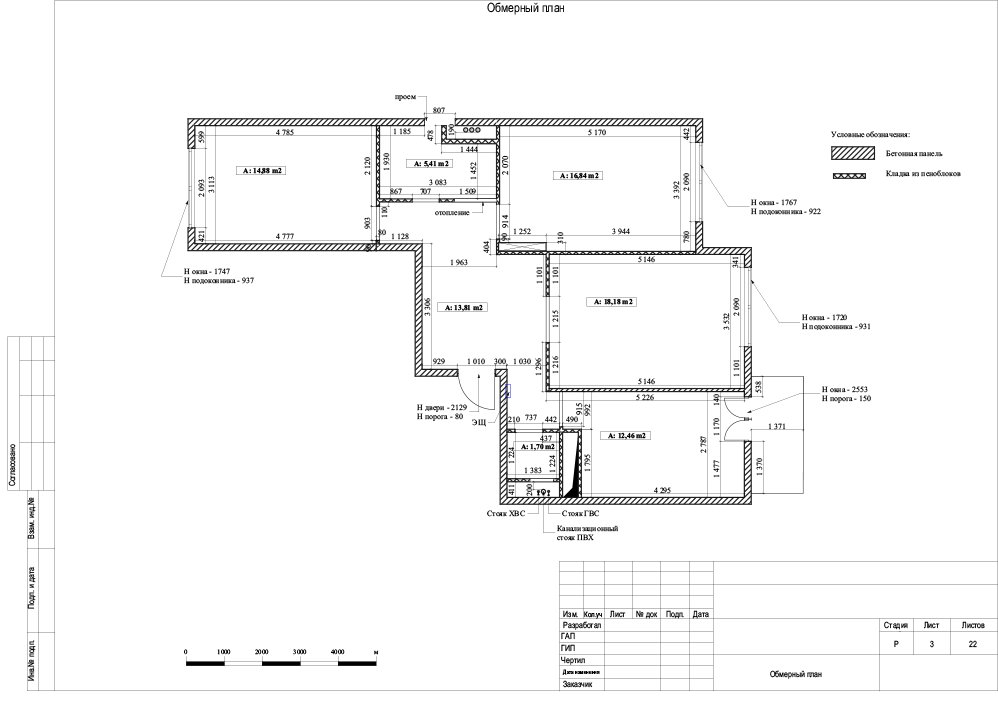 Обмерный план
проем
807
4 785
1 185
478
190
5 170
442
599
1 444
Условные обозначения:
Бетонная панель
Кладка из пеноблоков
A: 14,88 m2
2 120
1 930
A: 5,41 m2
1 452
2 070
A: 16,84 m2
2 093
3 113
3 083
867
707
1 509
3 392
2 090
Н окна - 1767
Н подоконника - 922
отопление
110
903
80
914
90
421
4 777
90
1 128
404
1 252
310
3 944
780
1 963
5 146
341
Н окна - 1747
Н подоконника - 937
1 101
1 101
3 306
A: 13,81 m2
A: 18,18 m2
1 215
3 532
2 090
Н окна - 1720
Н подоконника - 931
929
1 010
300
1 030
1 296
1 216
1 101
5 146
5 226
538
140
Н окна - 2553
Н порога - 150
Н двери - 2129
Н порога - 80
ЭЩ
210
737
442
490
915
992
1 170
1 371
437
A: 1,70 m2
A: 12,46 m2
2 787
1 224
1 224
1 795
1 477
1 370
1 383
411
200
4 295
Стояк ХВС
Стояк ГВС
Канализационный
стояк ПВХ
0
1000
2000
3000
4000
м
Согласовано
Взам. инд.№
Подп. и дата
Инв.№ подл.
Изм.
Кол.уч
Лист
№ док
Подп.
Дата
Разработал
ГАП
ГИП
Чертил
Дата изменения
Заказчик
Стадия
Лист
Листов
Р
3
22
Обмерный план